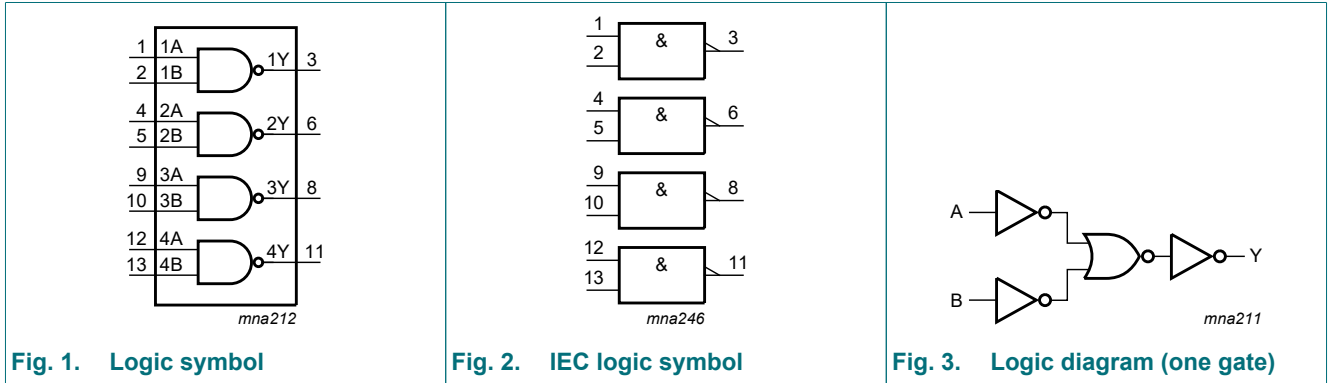 1 1A
2 1B
1Y 3
4 2A
5 2B
2Y 6
9 3A
10 3B
3Y 8
12 4A
13 4B
4Y 11
mna212
Fig. 1. Logic symbol
1
2
&
3
4
5
&
6
9
10
&
8
12
13
&
11
mna246
Fig. 2. IEC logic symbol
A
B
Y
mna211
Fig. 3. Logic diagram (one gate)